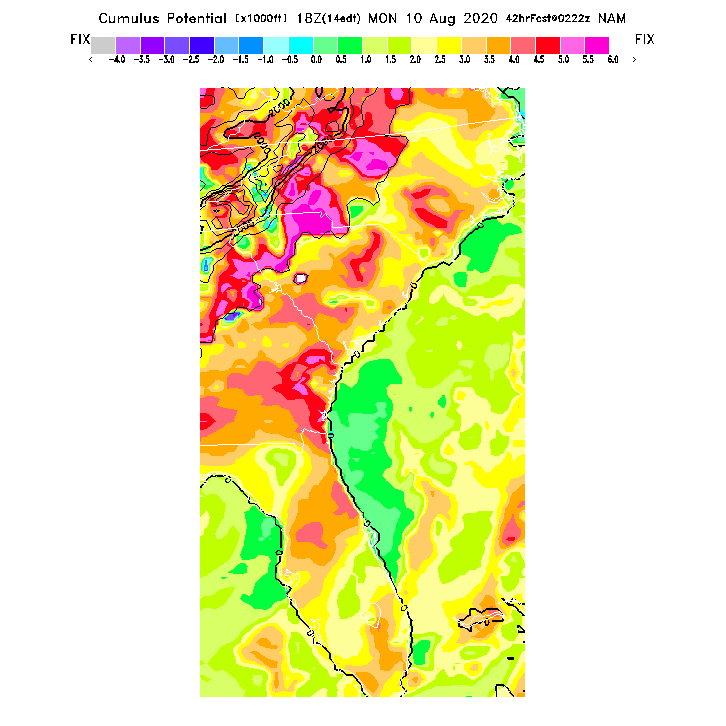 Cumulus Potential [x1000ft] 18Z(14edt) MON 10 Aug 2020 42hrFcst@0222z NAM
FIX FIX
< -4.0 -3.5 -3.0 -2.5 -2.0 -1.5 -1.0 -0.5 0.0 0.5 1.0 1.5 2.0 2.5 3.0 3.5 4.0 4.5 5.0 5.5 6.0 >
2000